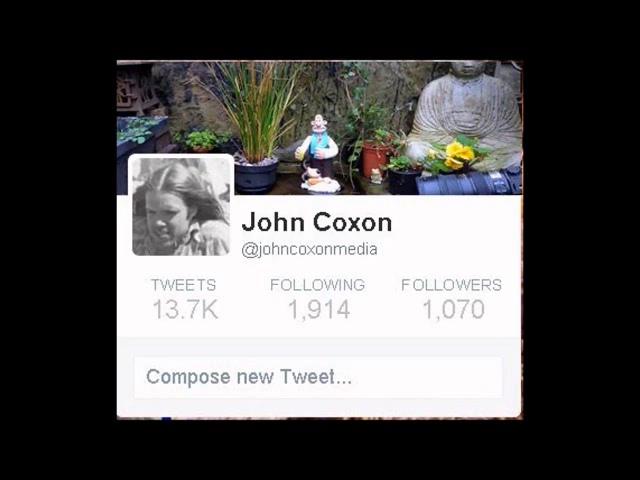 John Coxon
@johncoxonmedia
TWEETS FOLLOWING FOLLOWERS
13.7K 1,914 1,070
Compose new Tweet...